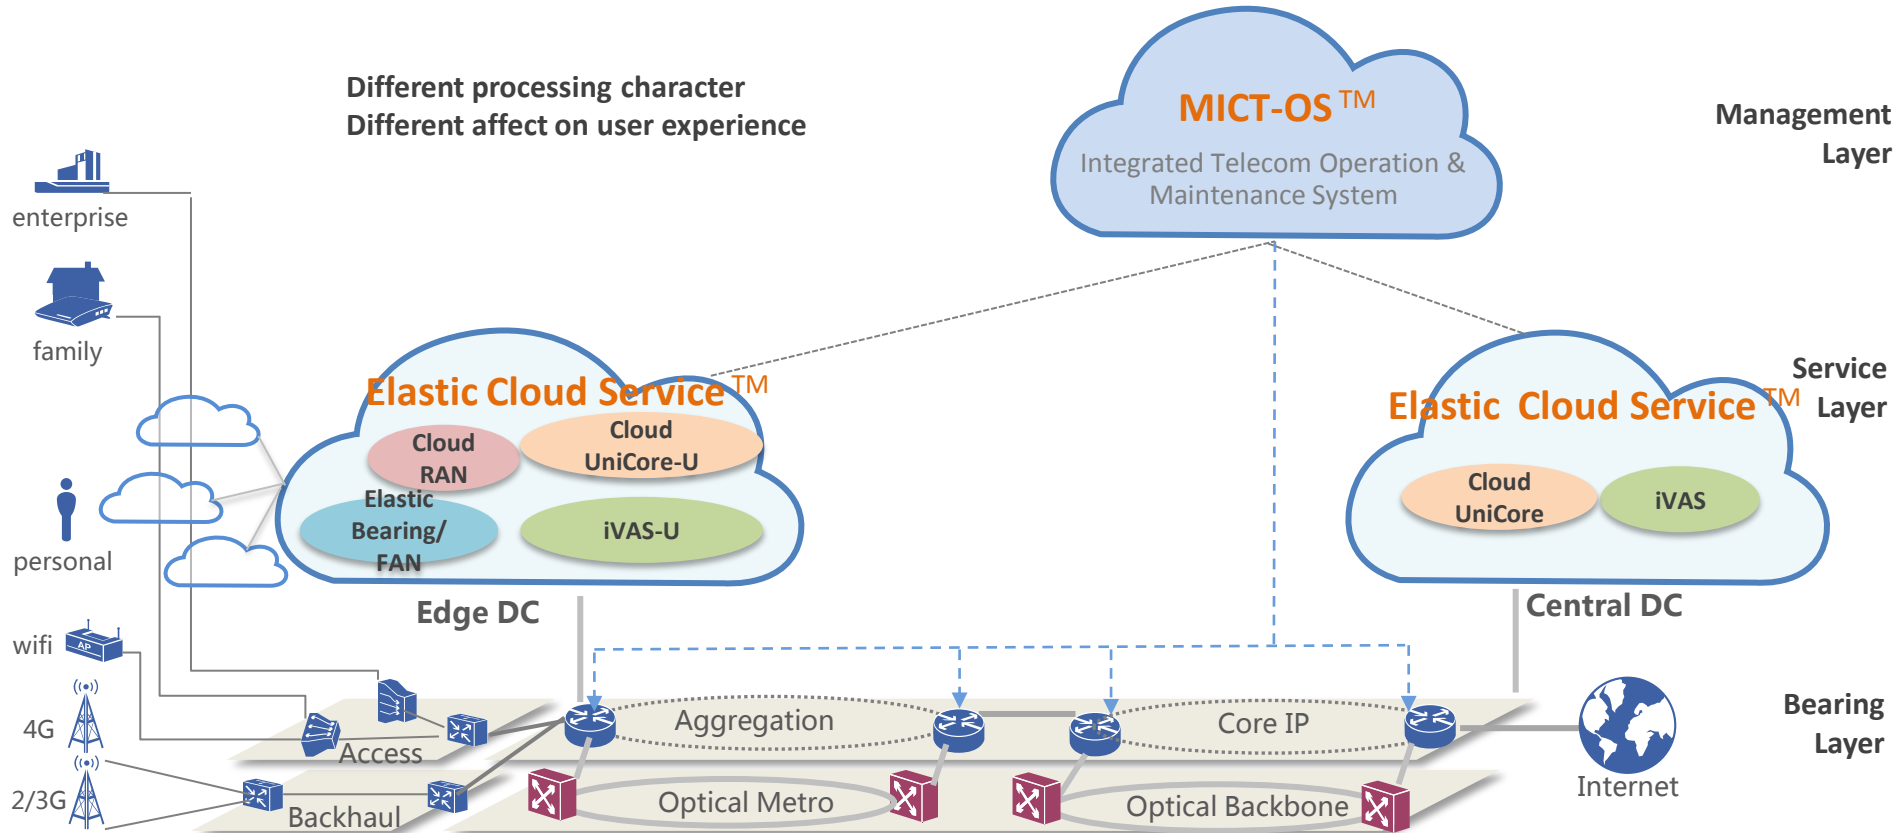 Different processing character
Different affect on user experience
MICT-OS TM
Integrated Telecom Operation &
Maintenance System
Management
Layer
enterprise
family
personal
wifi
AP
4G
2/3G
Elastic Cloud Service TM
Cloud
RAN
Cloud
UniCore-U
Elastic
Bearing/
FAN
iVAS-U
Edge DC
Elastic Cloud Service TM
Cloud
UniCore
iVAS
Central DC
Service
Layer
Access
Backhaul
Aggregation
Core IP
Optical Metro
Optical Backbone
Internet
Bearing
Layer